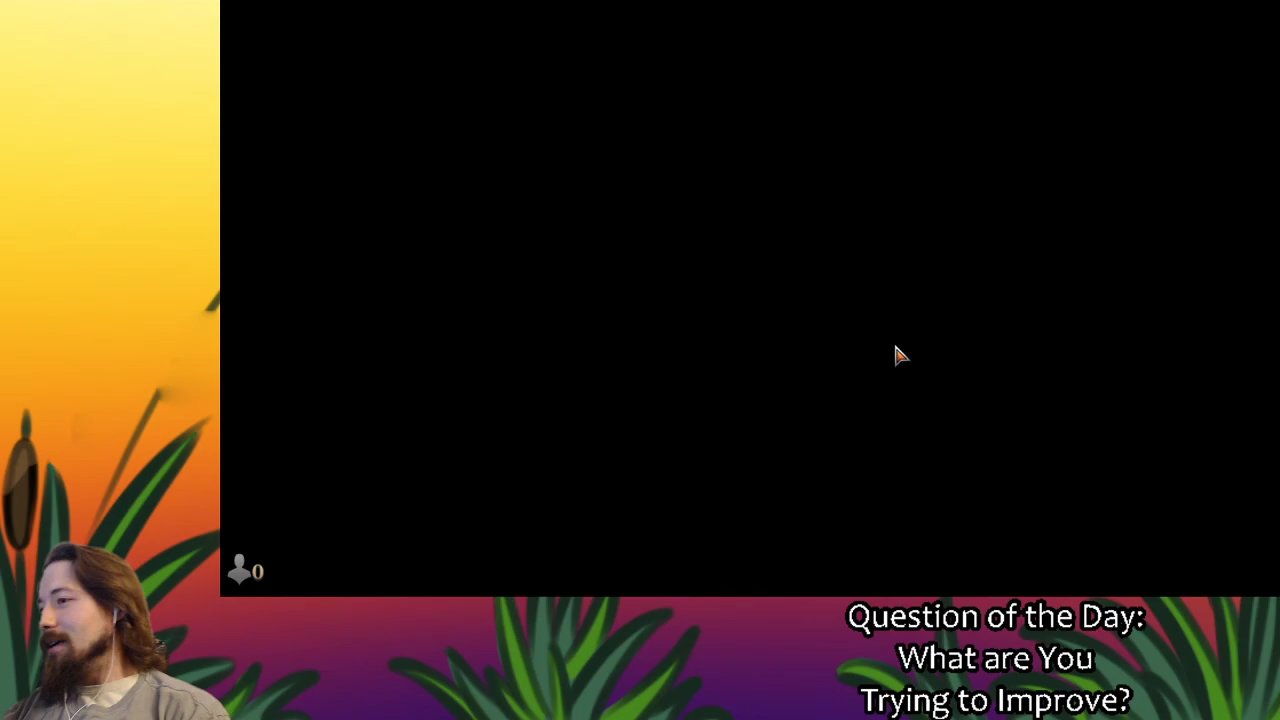 0
Question of the Day:
What are You
Trying to Improve?